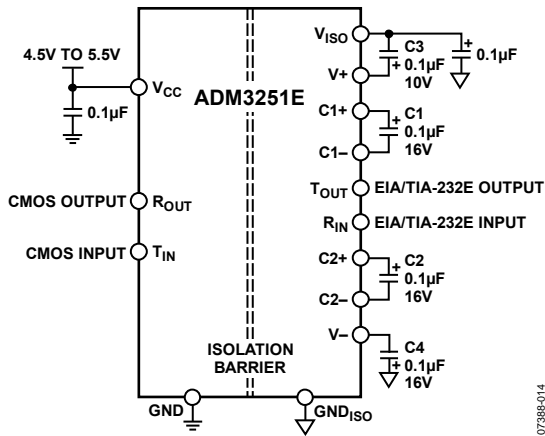 4.5V TO 5.5V
0.1µF
VCC
ADM3251E
VISO
C3
+
0.1µF
10V
V+
+
0.1µF
C1+
+
C1
0.1µF
16V
C1–
CMOS OUTPUT
ROUT
TOUT
EIA/TIA-232E OUTPUT
RIN
EIA/TIA-232E INPUT
CMOS INPUT
TIN
C2+
+
C2
0.1µF
16V
C2–
V–
C4
+
0.1µF
16V
ISOLATION
BARRIER
GND
GNDISO
07388-014